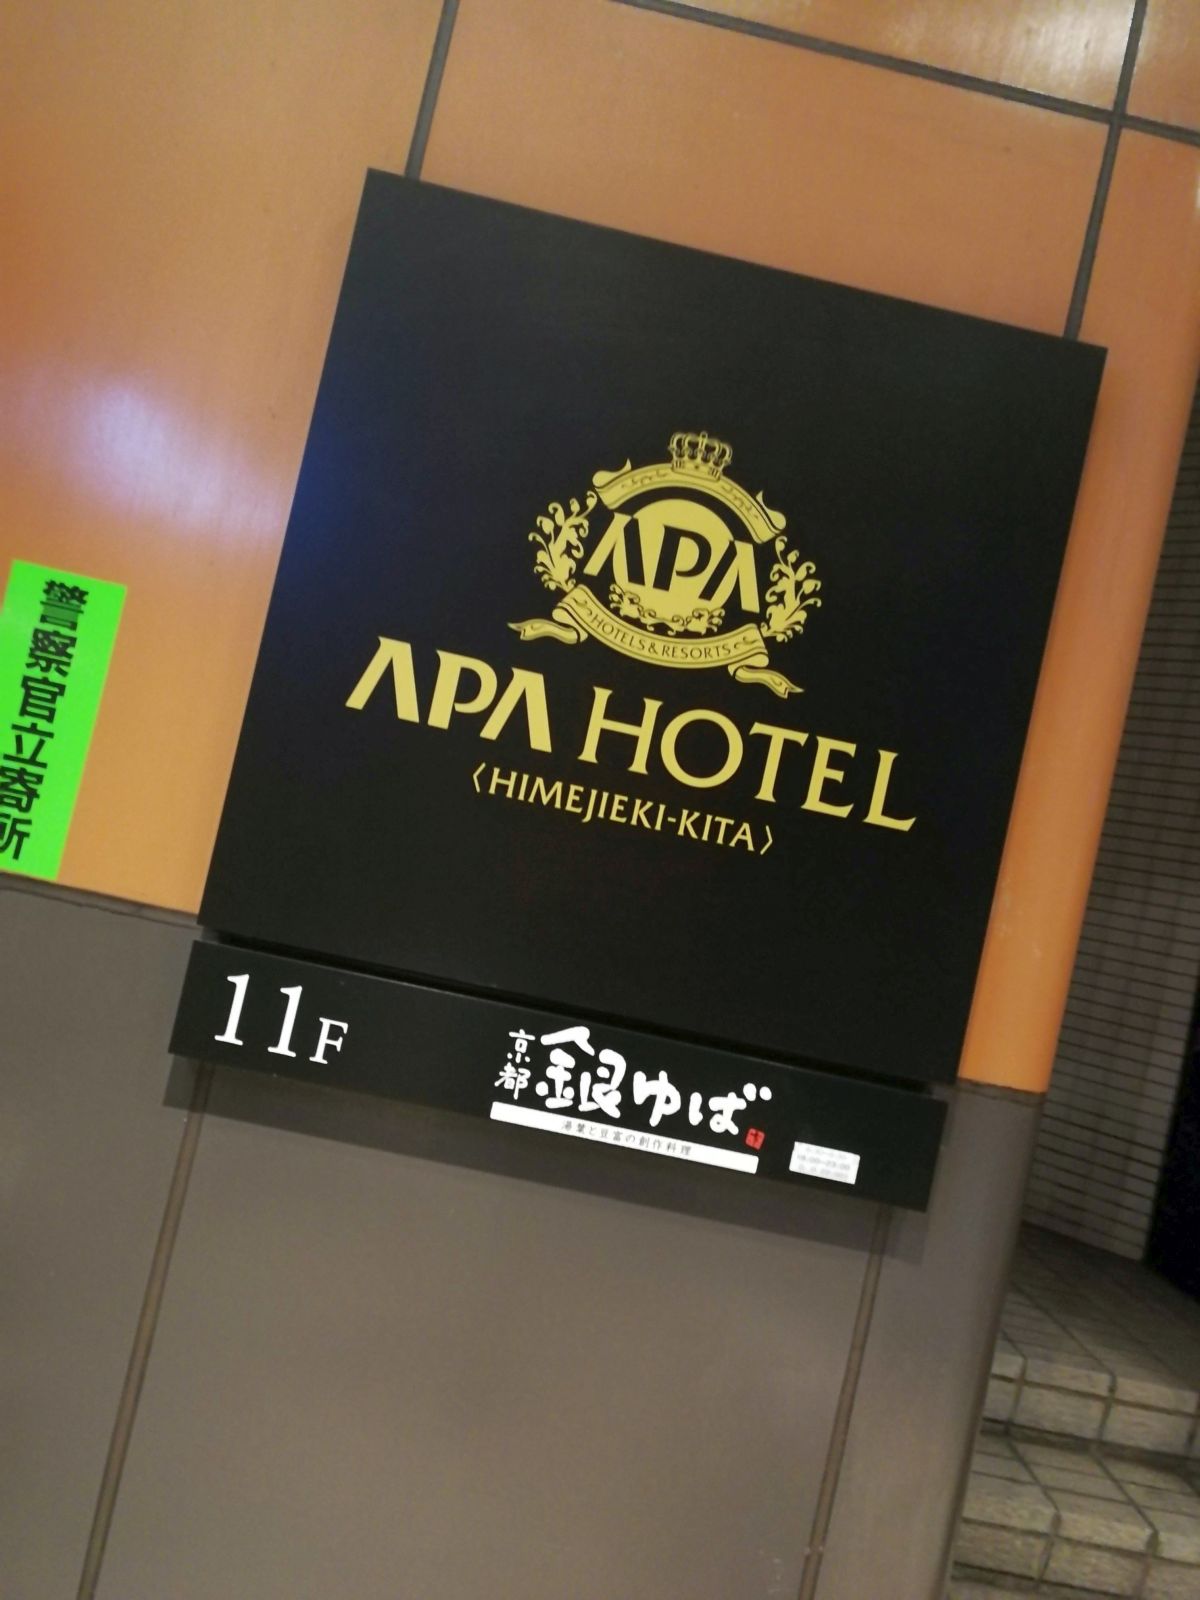 APA
HOTELS & RESORTS
APA HOTEL
〈HIMEJIEKI-KITA〉
警察官立寄所
11F
京都
銀ゆば
湯葉と豆富の創作料理